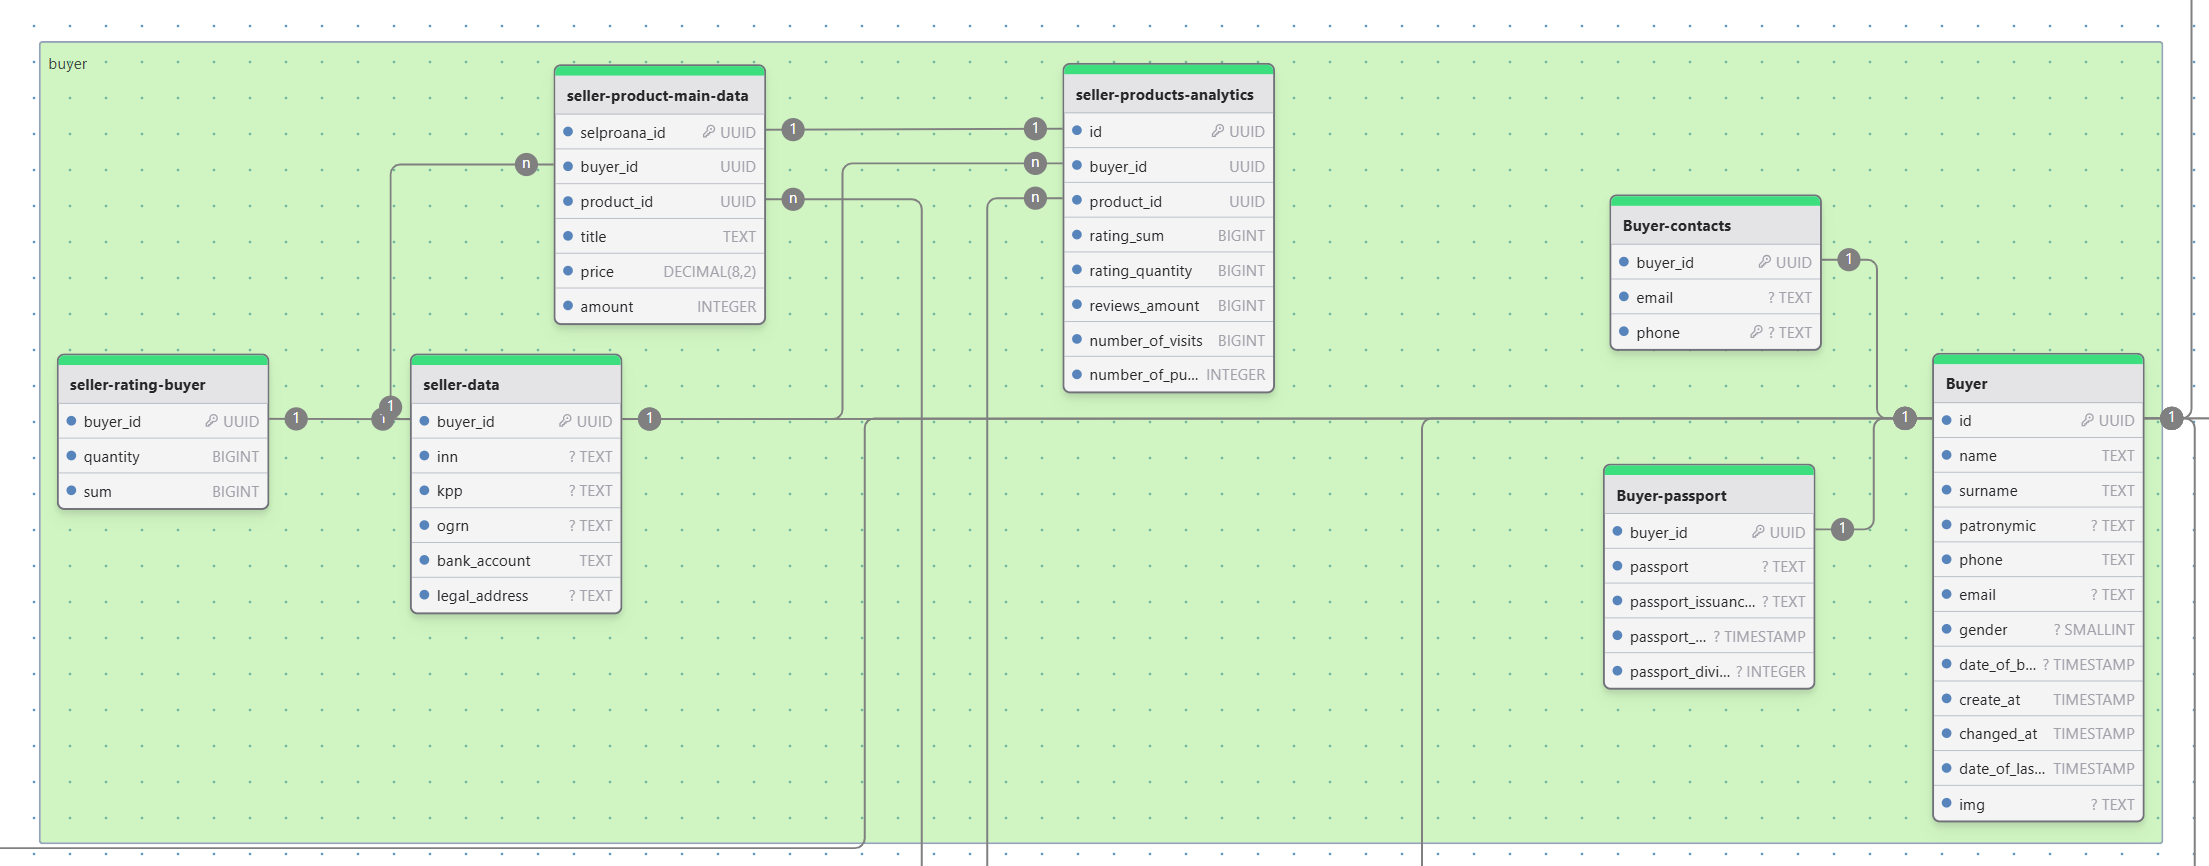 buyer
seller-product-main-data
selproana_id UUID
buyer_id UUID
product_id UUID
title TEXT
price DECIMAL(8,2)
amount INTEGER
1
n
n
seller-products-analytics
id UUID
buyer_id UUID
product_id UUID
rating_sum BIGINT
rating_quantity BIGINT
reviews_amount BIGINT
number_of_visits BIGINT
number_of_pu... INTEGER
1
n
n
Buyer-contacts
buyer_id UUID
email ? TEXT
phone ? TEXT
1
seller-rating-buyer
buyer_id UUID
quantity BIGINT
sum BIGINT
1
1
1
seller-data
buyer_id UUID
inn ? TEXT
kpp ? TEXT
ogrn ? TEXT
bank_account TEXT
legal_address ? TEXT
1
Buyer-passport
buyer_id UUID
passport ? TEXT
passport_issuanc... ? TEXT
passport_... ? TIMESTAMP
passport_divi... ? INTEGER
1
1
Buyer
id UUID
name TEXT
surname TEXT
patronymic ? TEXT
phone TEXT
email ? TEXT
gender ? SMALLINT
date_of_b... ? TIMESTAMP
create_at TIMESTAMP
changed_at TIMESTAMP
date_of_las... TIMESTAMP
img ? TEXT
1